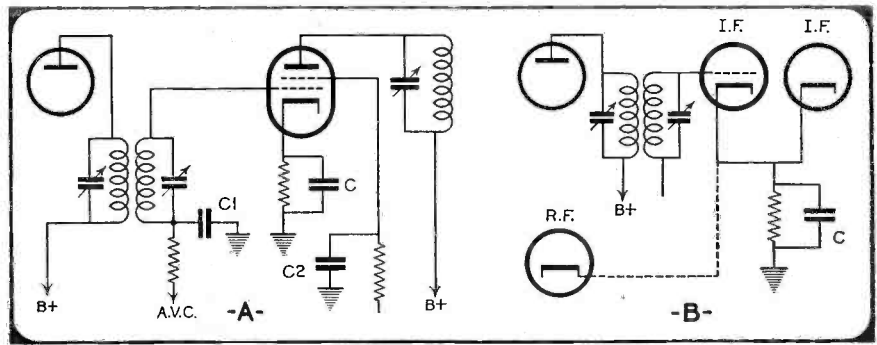 I.F.
I.F.
C1
C
B+
R.F.
C2
C
B+
A.V.C.
-A-
B+
-B-